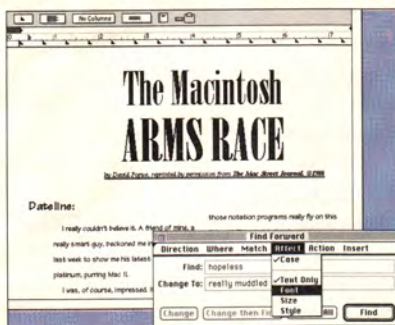 No Columns
The Macintosh
ARMS RACE
by David Pogue, reprinted by permission from The Mac Street Journal, ©1988
Dateline:
those notation programs really fly on this
I really couldn't believe it. A friend of mine, a
really smart guy, beckoned me
last week to show me his latest
platinum, purring Mac II.
I was, of course, impressed.
Find Forward
Direction Where Match Affect Action Insert
✓Case
Find: hopeless
✓Text Only
Change To: really muddled
Font
Size
Style
Change
Change then
All
Find